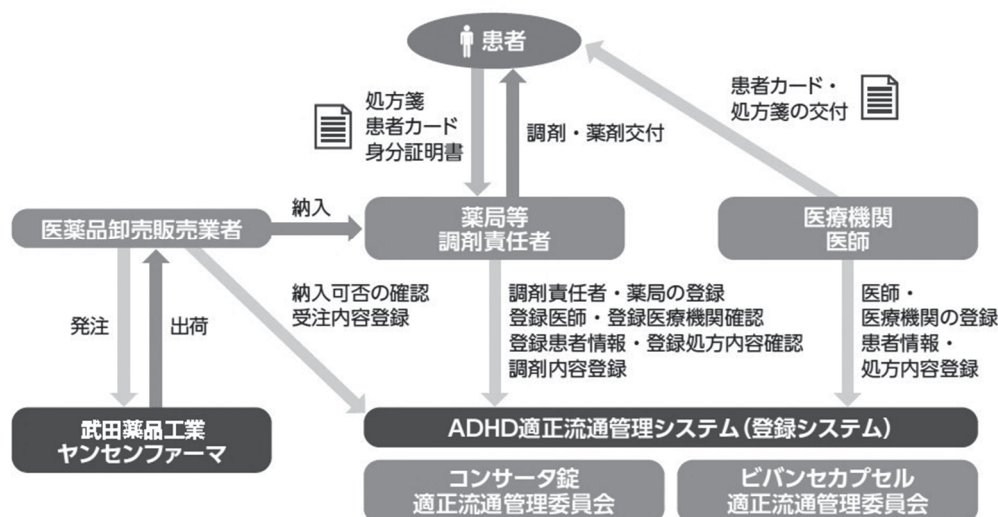 患者
処方箋
患者カード
身分証明書
調剤・薬剤交付
患者カード・
処方箋の交付
医薬品卸売販売業者
納入
薬局等
調剤責任者
医療機関
医師
発注
出荷
納入可否の確認
受注内容登録
調剤責任者・薬局の登録
登録医師・登録医療機関確認
登録患者情報・登録処方内容確認
調剤内容登録
医師・
医療機関の登録
患者情報・
処方内容登録
武田薬品工業
ヤンセンファーマ
ADHD適正流通管理システム(登録システム)
コンサータ錠
適正流通管理委員会
ビバンセカプセル
適正流通管理委員会